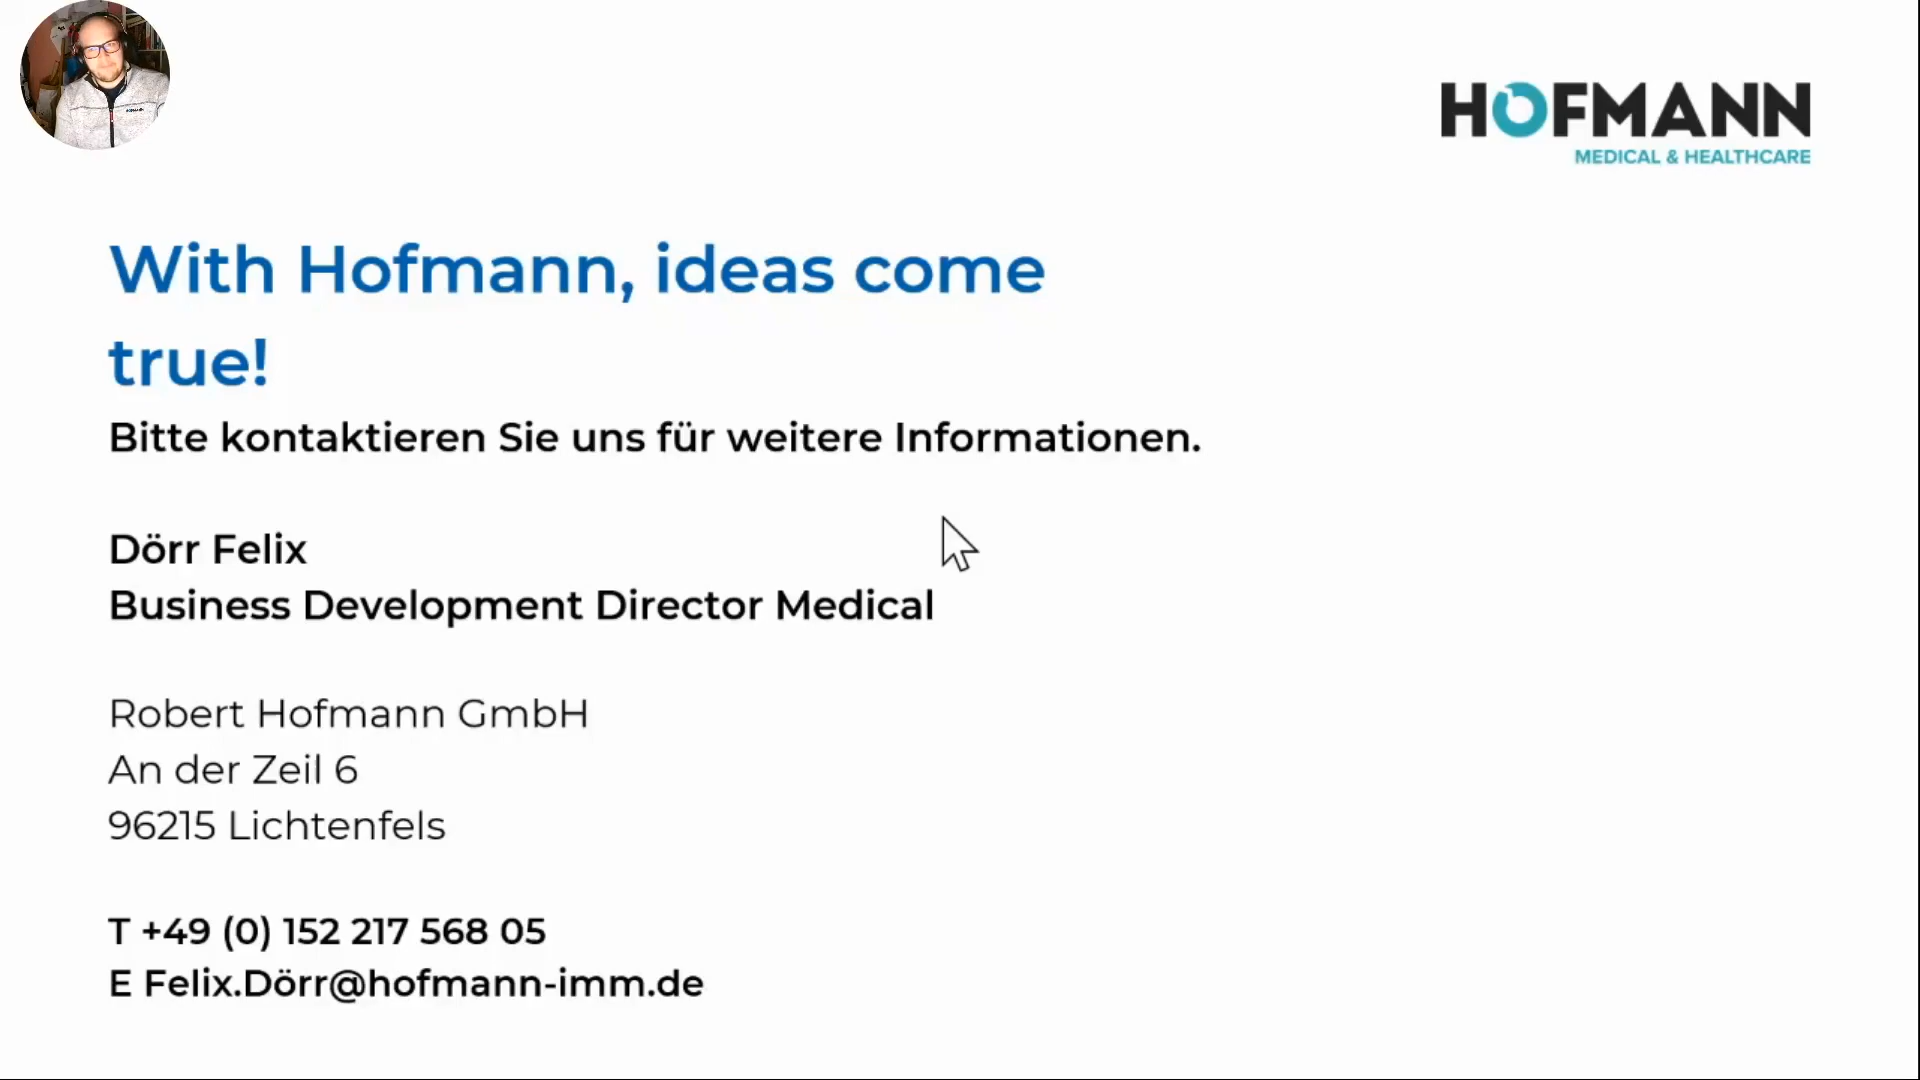 HOFMANN
MEDICAL & HEALTHCARE
With Hofmann, ideas come
true!
Bitte kontaktieren Sie uns für weitere Informationen.
Dörr Felix
Business Development Director Medical
Robert Hofmann GmbH
An der Zeil 6
96215 Lichtenfels
T +49 (0) 152 217 568 05
E Felix.Dörr@hofmann-imm.de